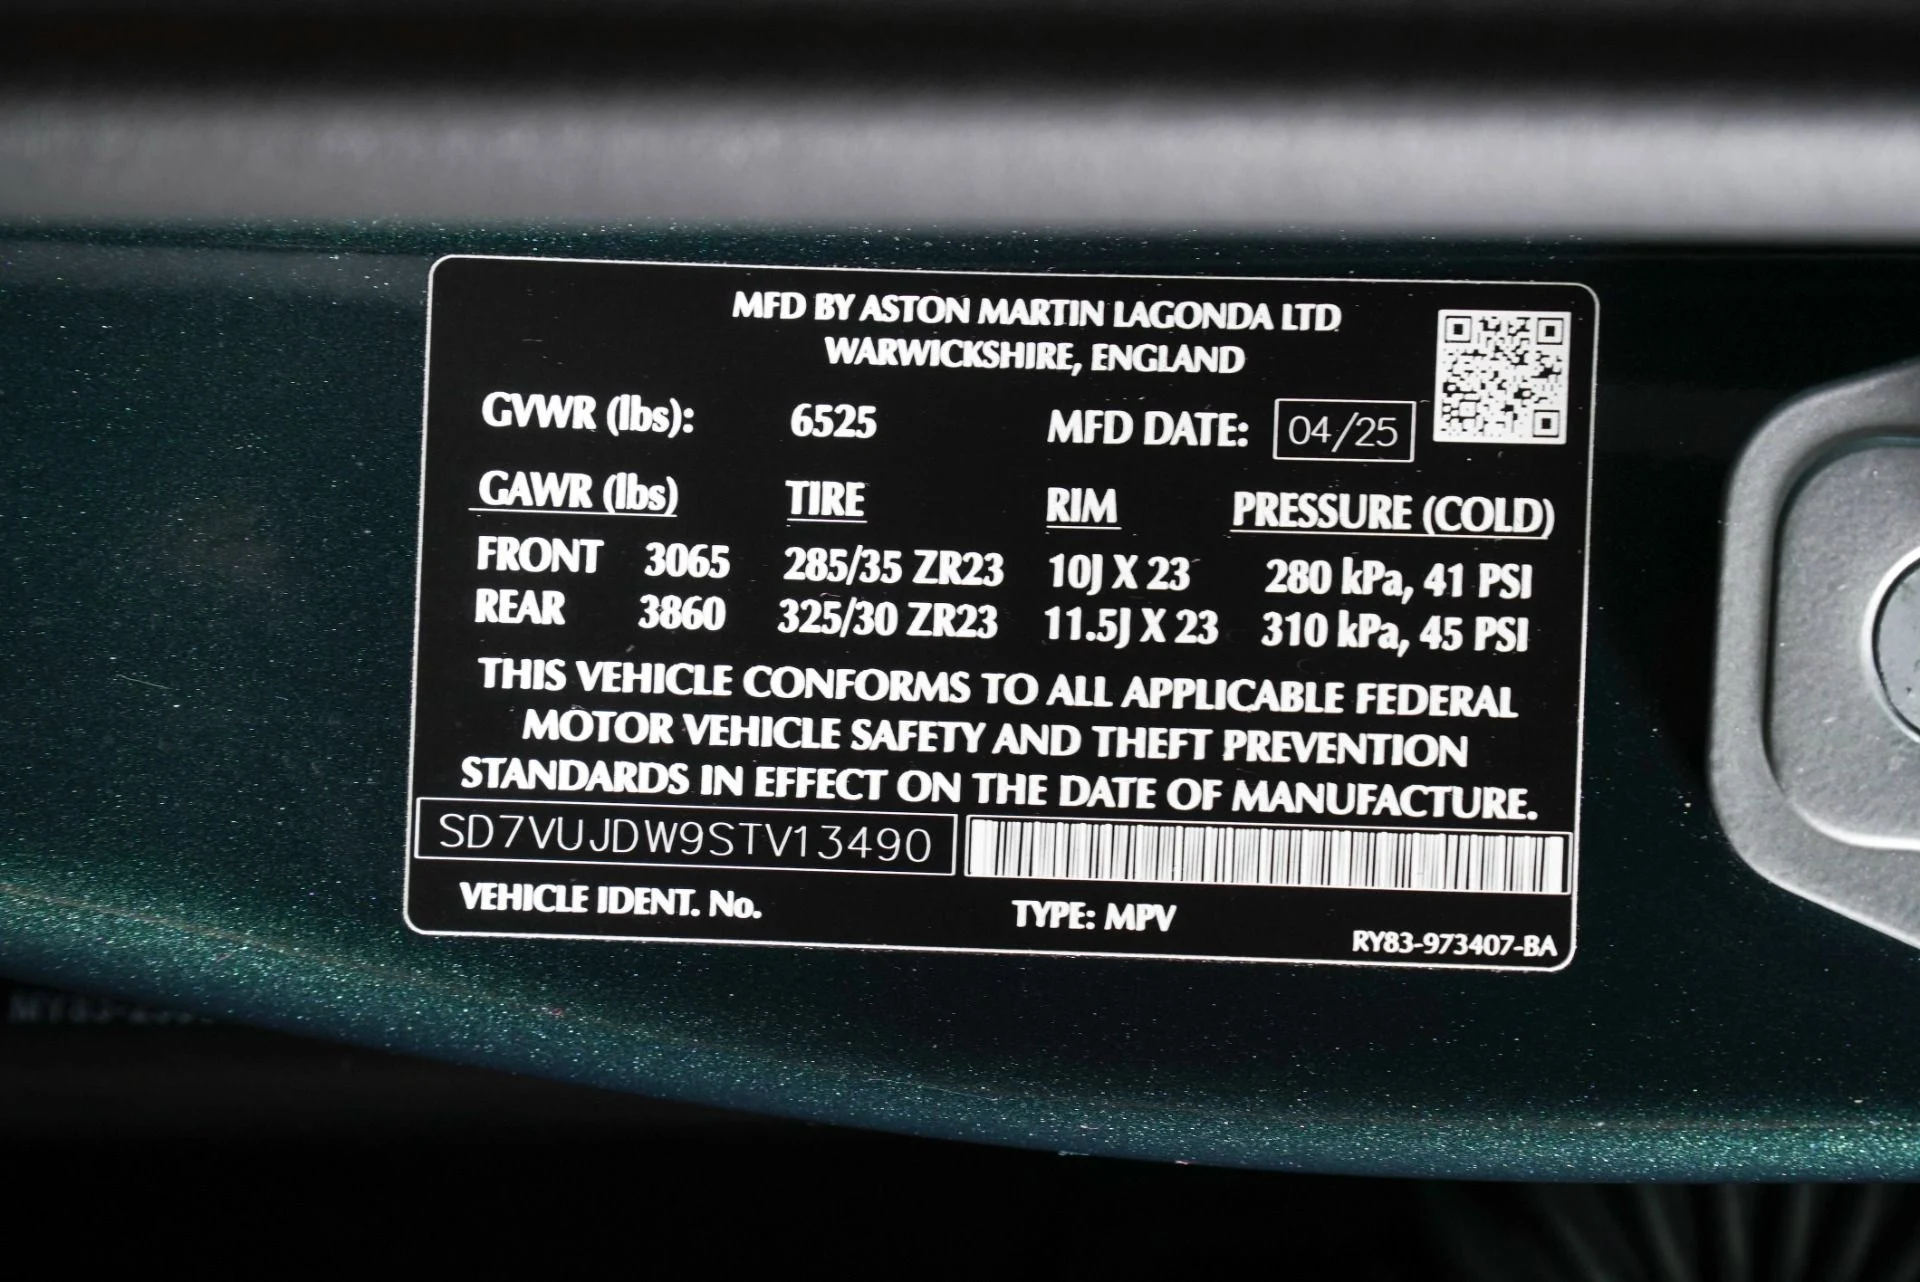 MFD BY ASTON MARTIN LAGONDA LTD
WARWICKSHIRE, ENGLAND
GVWR (lbs): 6525 MFD DATE: 04/25
GAWR (lbs) TIRE RIM PRESSURE (COLD)
FRONT 3065 285/35 ZR23 10J X 23 280 kPa, 41 PSI
REAR 3860 325/30 ZR23 11.5J X 23 310 kPa, 45 PSI
THIS VEHICLE CONFORMS TO ALL APPLICABLE FEDERAL
MOTOR VEHICLE SAFETY AND THEFT PREVENTION
STANDARDS IN EFFECT ON THE DATE OF MANUFACTURE.
SD7VUJDW9STV13490
VEHICLE IDENT. No. TYPE: MPV
RY83-973407-BA